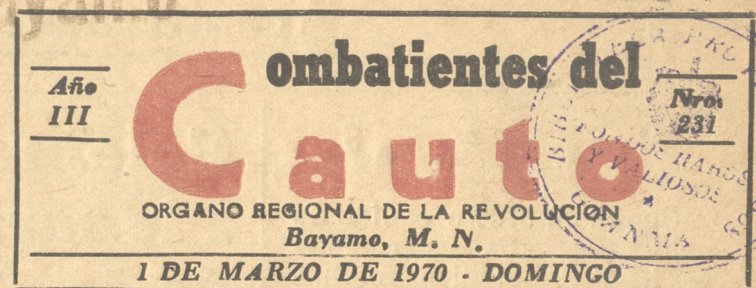 Combatientes del
Cauto
Año
III
Nro.
231
ORGANO REGIONAL DE LA REVOLUCION
Bayamo, M. N.
1 DE MARZO DE 1970 - DOMINGO
FONDOS RAROS
Y VALIOSOS